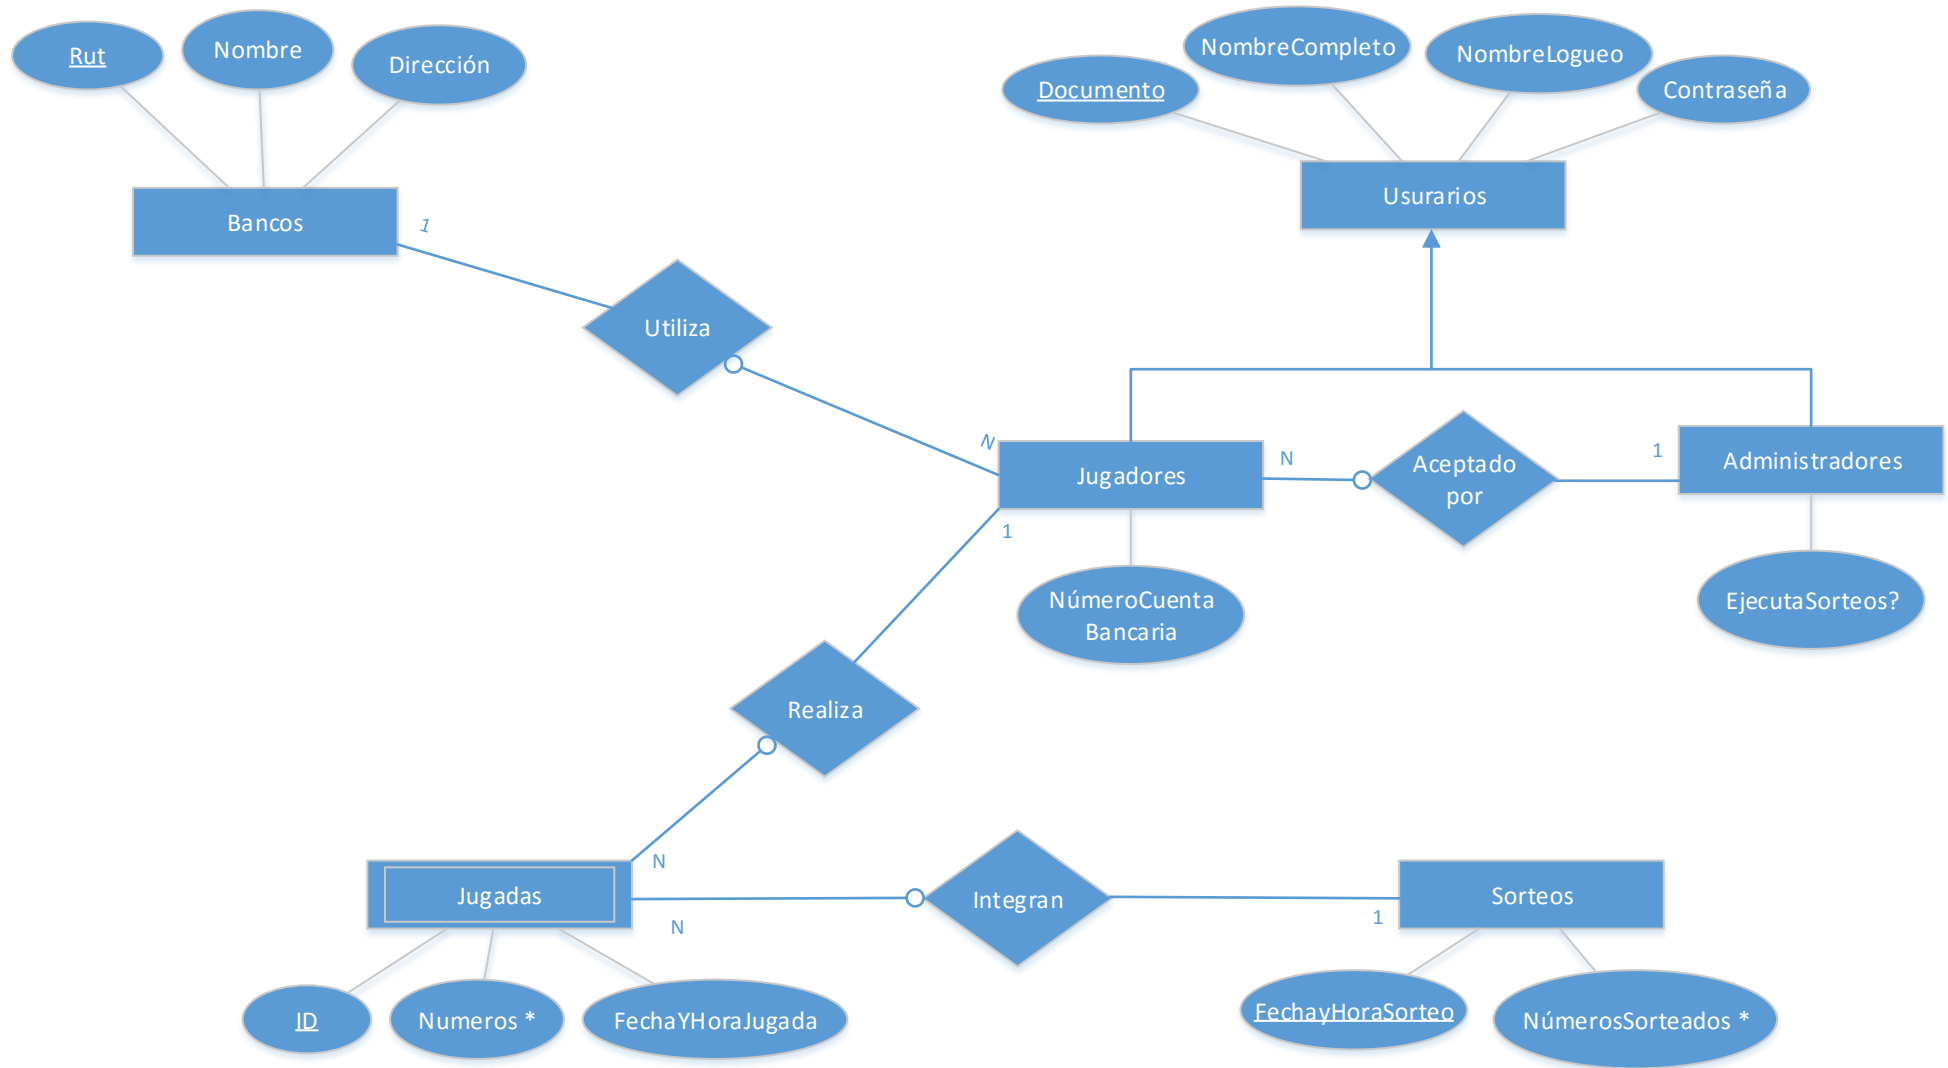 Rut
Nombre
Dirección
NombreCompleto
NombreLogueo
Documento
Contraseña
Bancos
1
Usurarios
Utiliza
N
Jugadores
N
Aceptado
por
1
Administradores
1
NúmeroCuenta
Bancaria
EjecutaSorteos?
Realiza
N
Jugadas
N
Integran
1
Sorteos
ID
Numeros *
FechaYHoraJugada
FechayHoraSorteo
NúmerosSorteados *